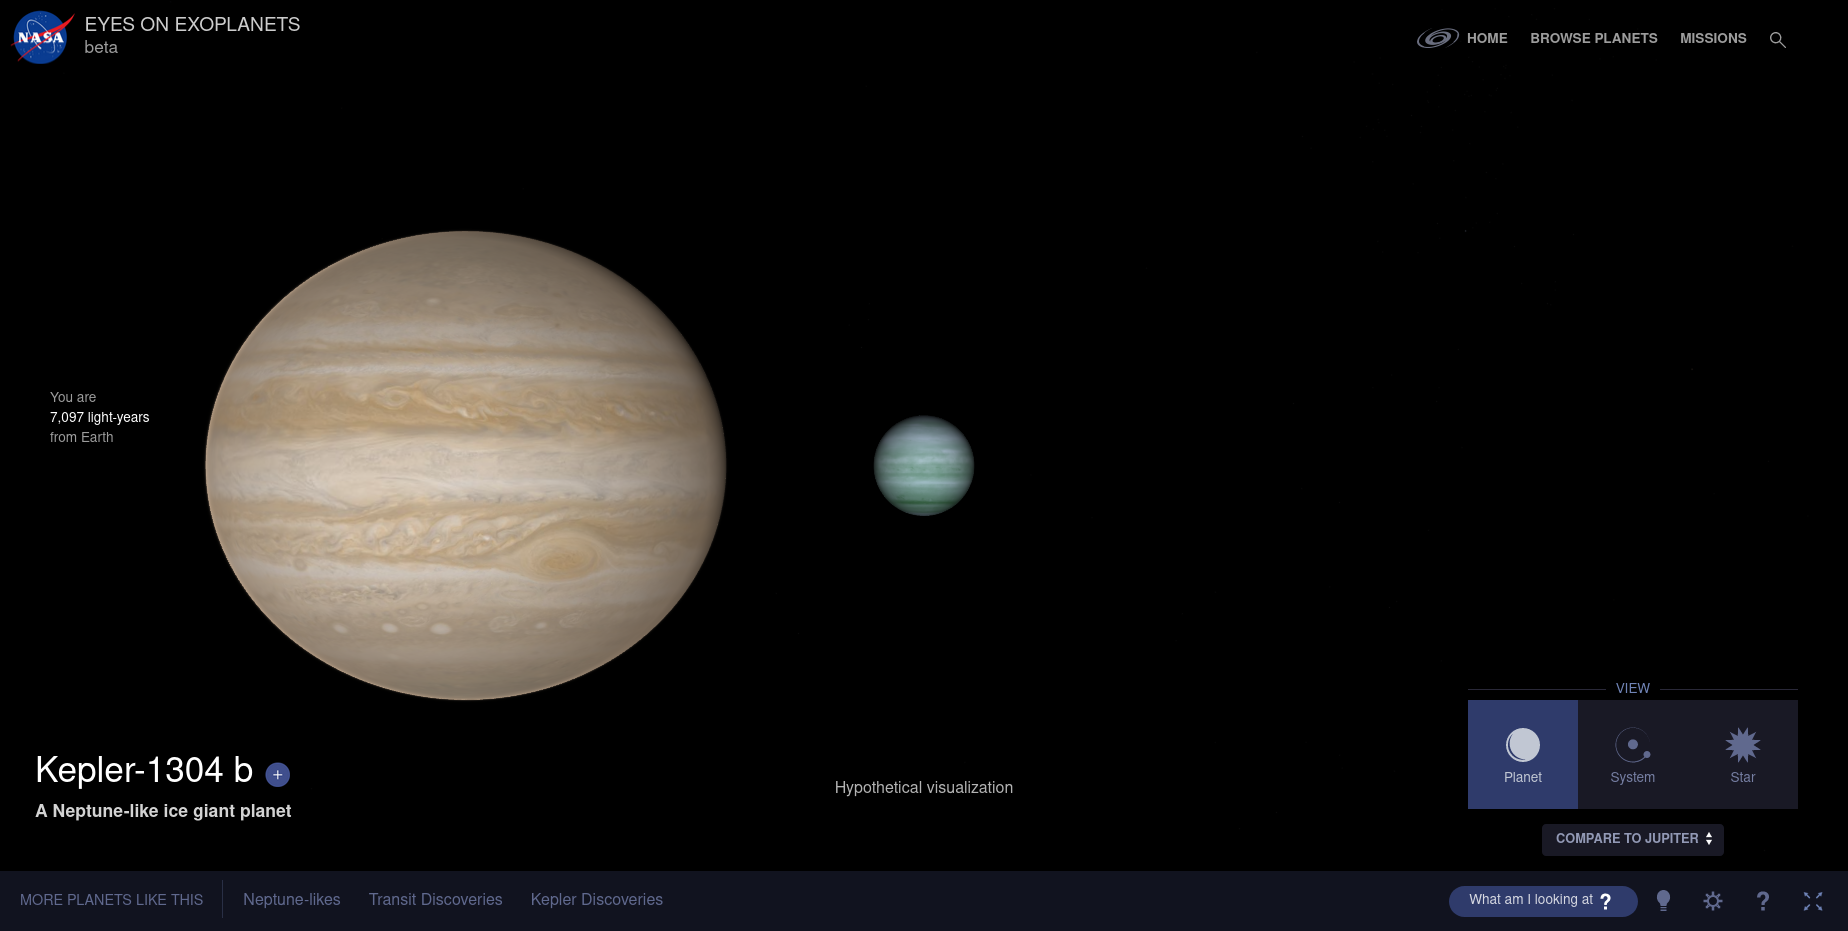 NASA
EYES ON EXOPLANETS
beta
HOME
BROWSE PLANETS
MISSIONS
You are
7,097 light-years
from Earth
Kepler-1304 b +
A Neptune-like ice giant planet
Hypothetical visualization
VIEW
Planet
System
Star
COMPARE TO JUPITER
MORE PLANETS LIKE THIS
Neptune-likes
Transit Discoveries
Kepler Discoveries
What am I looking at ?
?